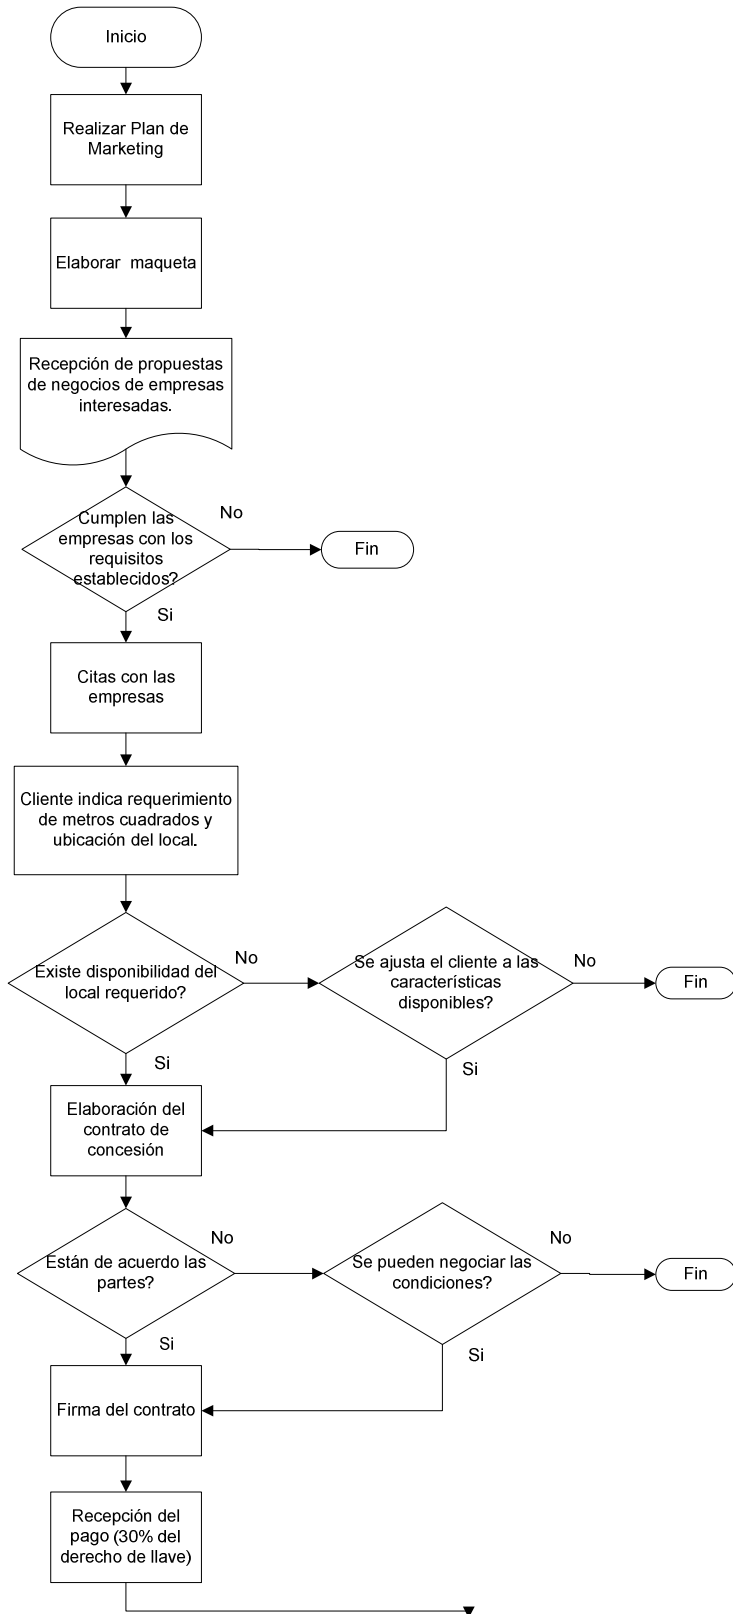 Inicio
Realizar Plan de
Marketing
Elaborar maqueta
Recepción de propuestas
de negocios de empresas
interesadas.
Cumplen las
empresas con los
requisitos
establecidos?
No
Fin
Si
Citas con las
empresas
Cliente indica requerimiento
de metros cuadrados y
ubicación del local.
Existe disponibilidad del
local requerido?
No
Se ajusta el cliente a las
características
disponibles?
No
Fin
Si
Si
Elaboración del
contrato de
concesión
Están de acuerdo las
partes?
No
Se pueden negociar las
condiciones?
No
Fin
Si
Si
Firma del contrato
Recepción del
pago (30% del
derecho de llave)